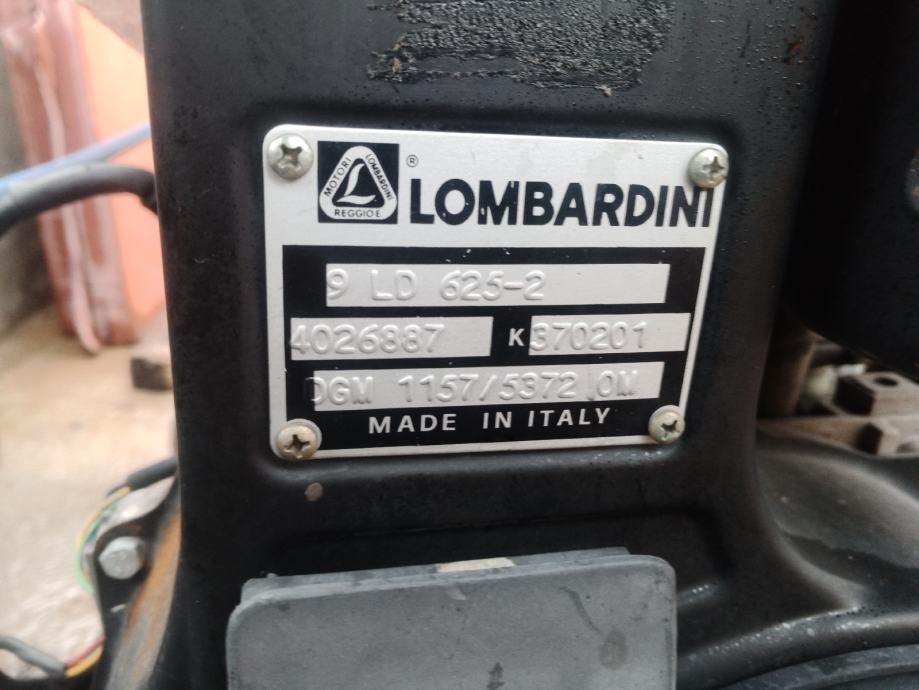 MOTORI LOMBARDINI
REGGIO E.
® LOMBARDINI
9 LD 625-2
4026887 K 370201
DGM 1157/5372 OM
MADE IN ITALY